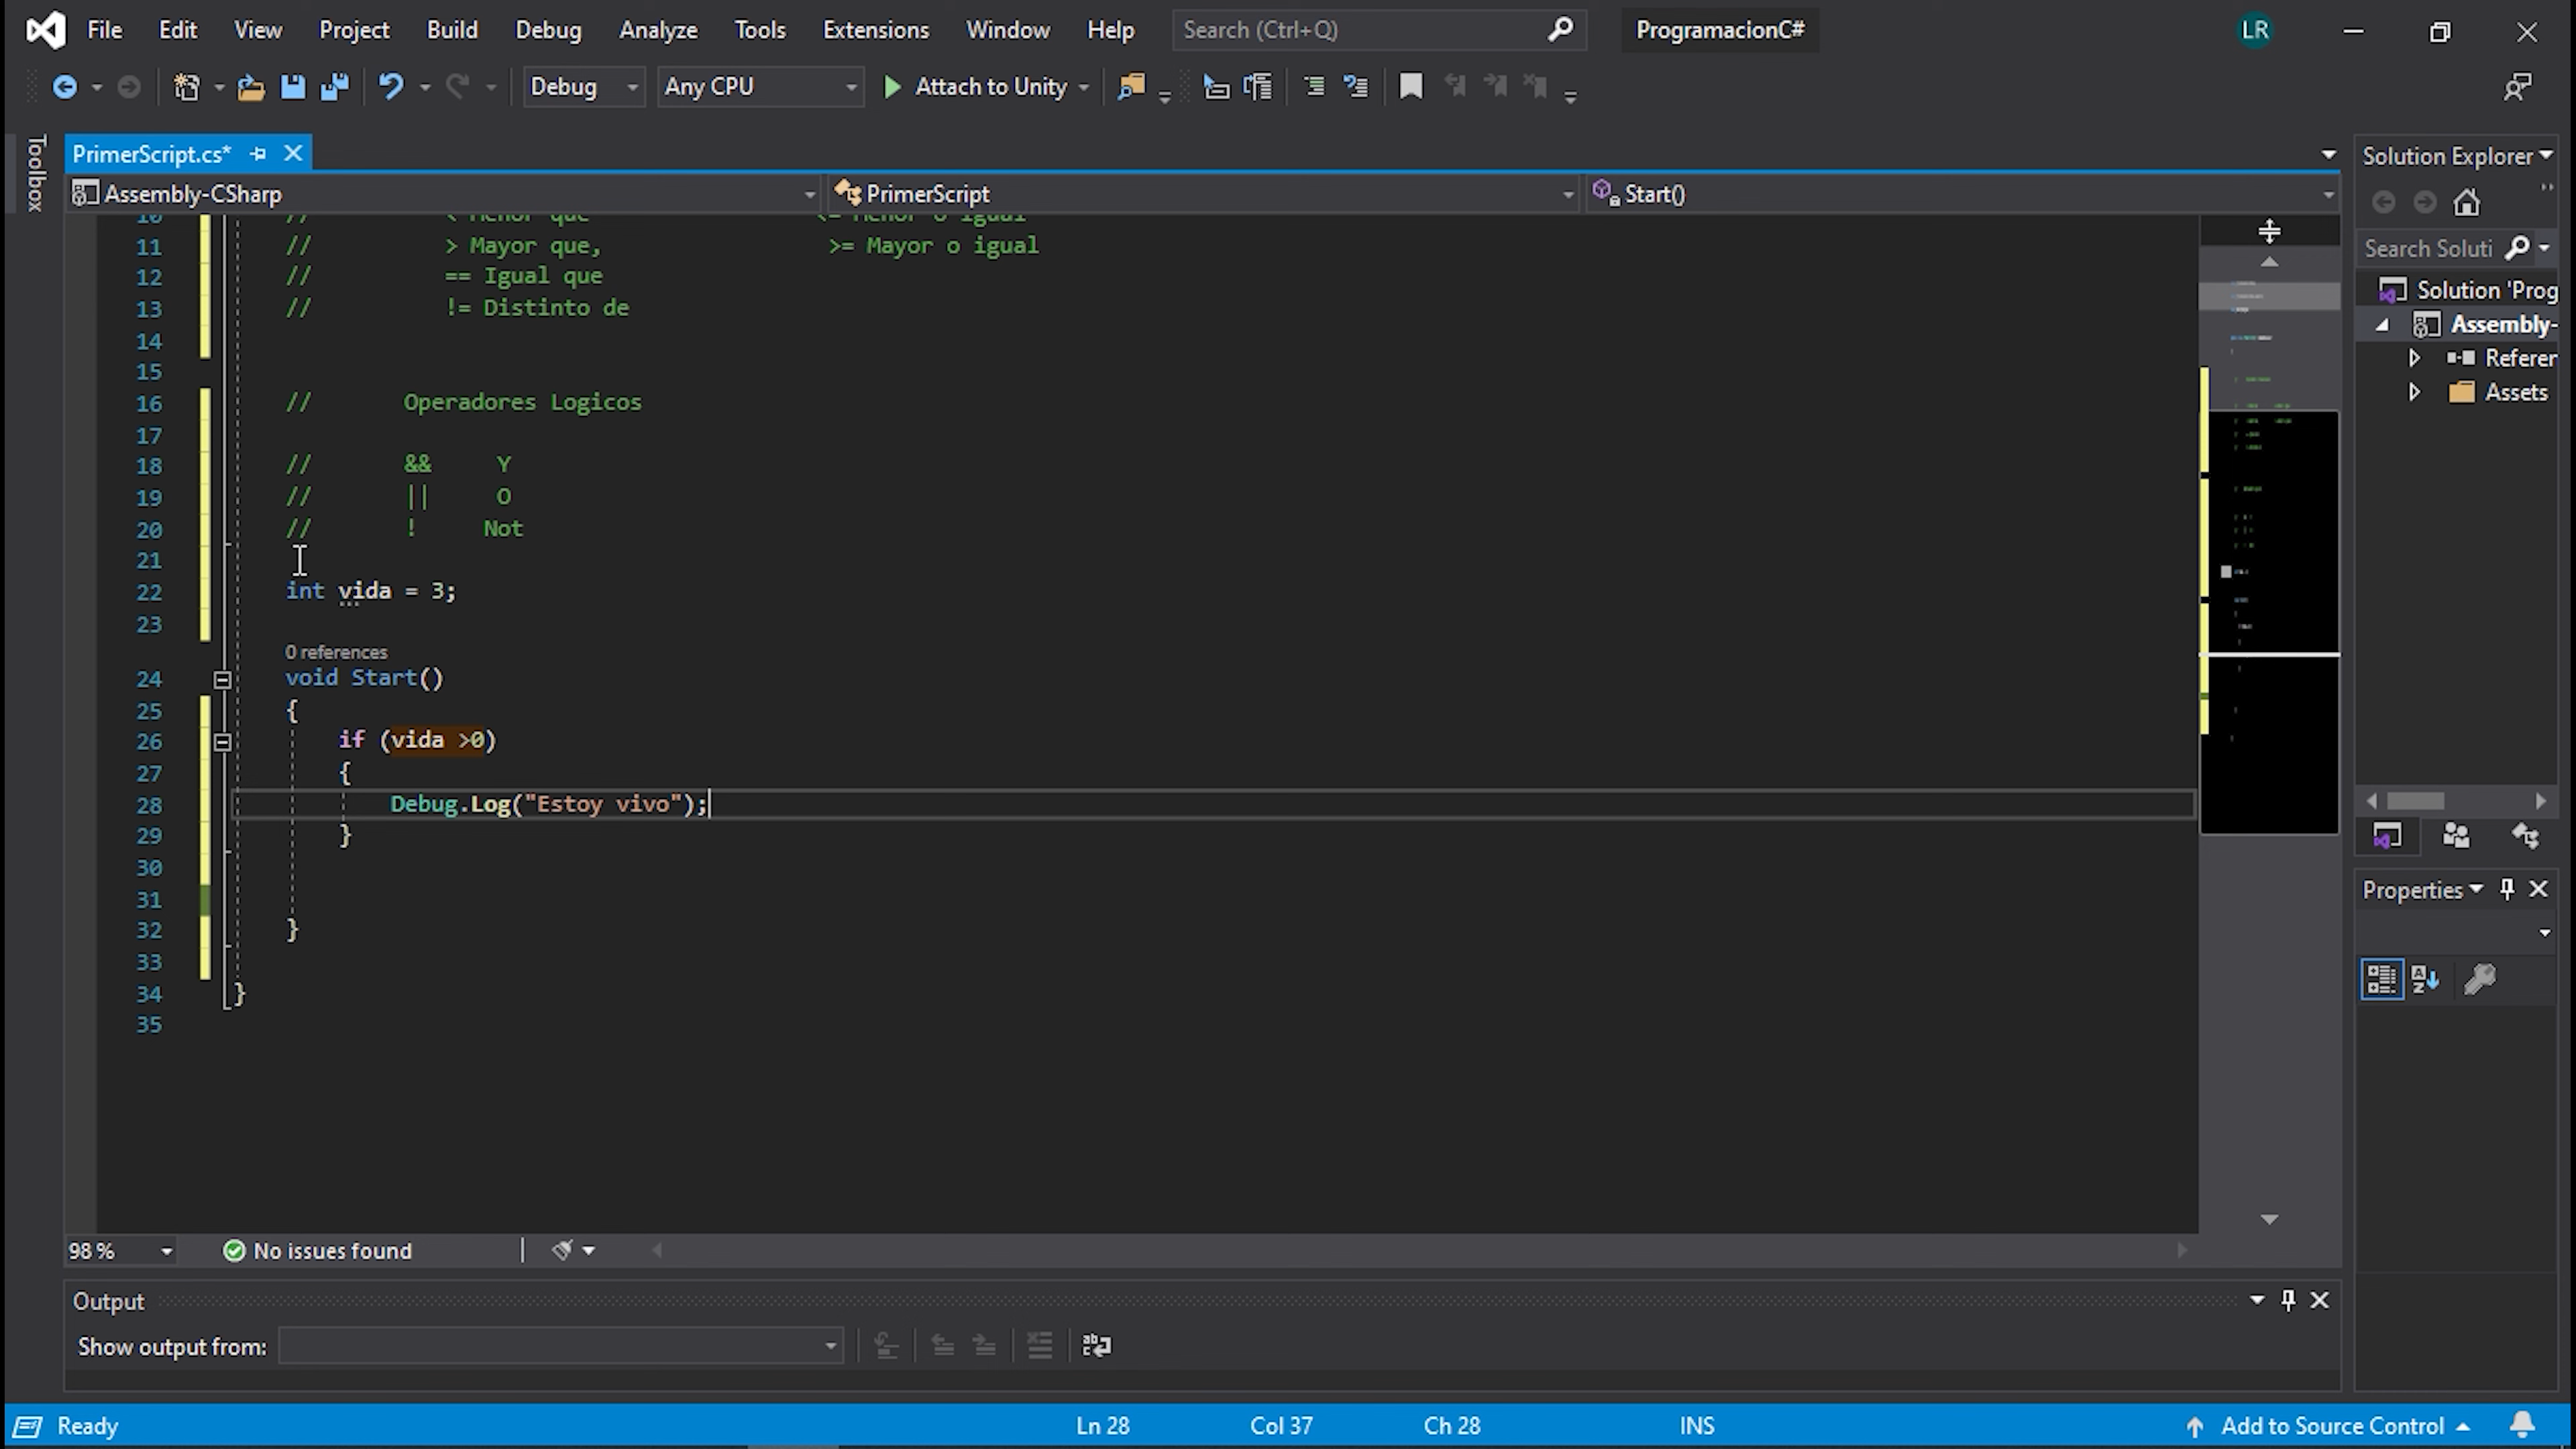 File Edit View Project Build Debug Analyze Tools Extensions Window Help Search (Ctrl+Q) ProgramacionC# LR
Debug Any CPU Attach to Unity
Toolbox
PrimerScript.cs*
Assembly-CSharp PrimerScript Start()
10 // < Menor que <= Menor o igual
11 // > Mayor que, >= Mayor o igual
12 // == Igual que
13 // != Distinto de
14
15
16 // Operadores Logicos
17
18 // && Y
19 // || O
20 // ! Not
21
22 int vida = 3;
23
0 references
24 void Start()
25 {
26 if (vida >0)
27 {
28 Debug.Log("Estoy vivo");
29 }
30
31
32 }
33
34 }
35
98 % No issues found
Output
Show output from:
Solution Explorer
Search Soluti
Solution 'Prog
Assembly-
Referer
Assets
Properties
Ready Ln 28 Col 37 Ch 28 INS Add to Source Control